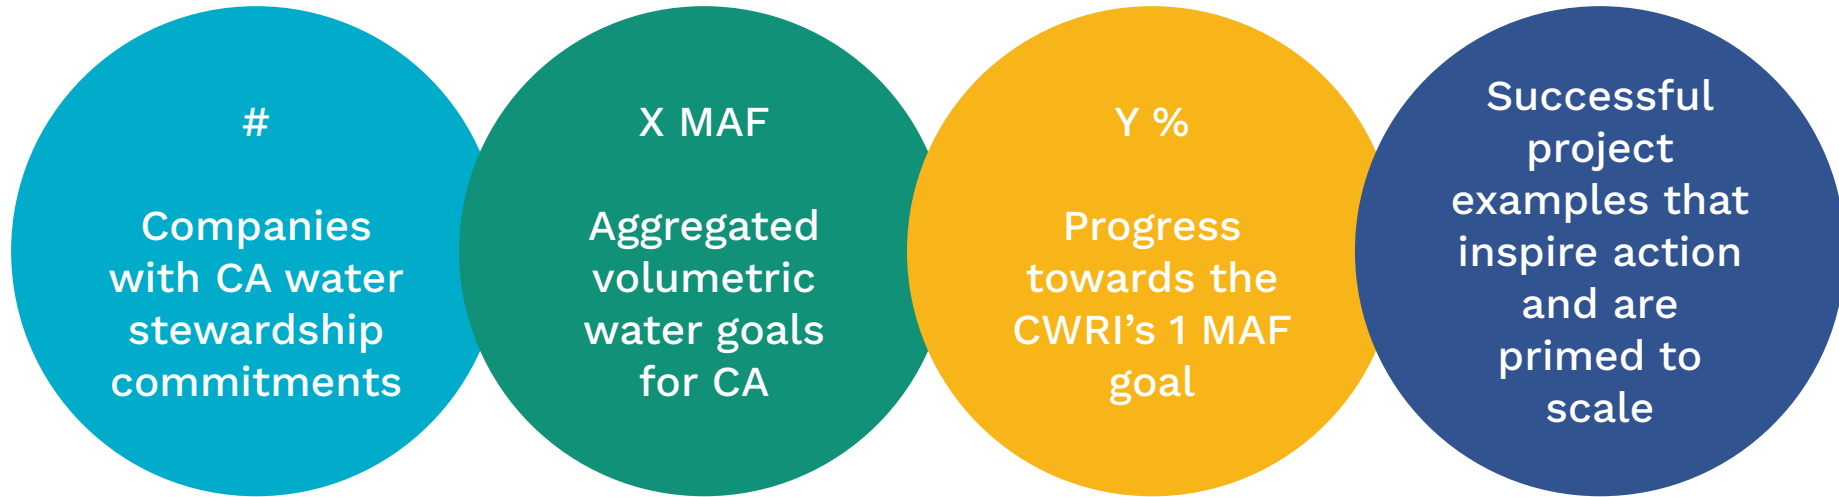 #
Companies
with CA water
stewardship
commitments
X MAF
Aggregated
volumetric
water goals
for CA
Y %
Progress
towards the
CWRI’s 1 MAF
goal
Successful
project
examples that
inspire action
and are
primed to
scale